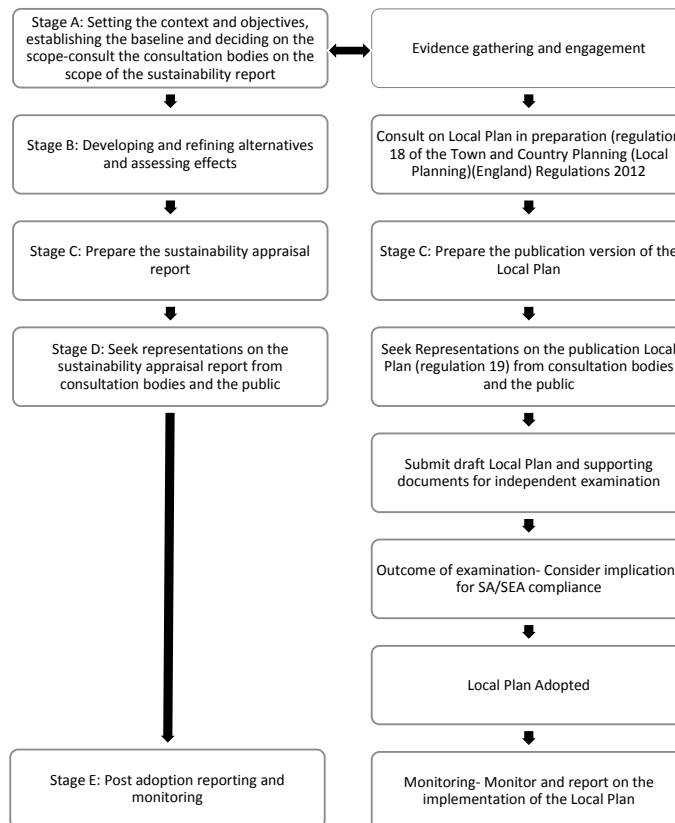 Stage A: Setting the context and objectives,
establishing the baseline and deciding on the
scope-consult the consultation bodies on the
scope of the sustainability report
Evidence gathering and engagement
Stage B: Developing and refining alternatives
and assessing effects
Consult on Local Plan in preparation (regulation
18 of the Town and Country Planning (Local
Planning)(England) Regulations 2012
Stage C: Prepare the sustainability appraisal
report
Stage C: Prepare the publication version of the
Local Plan
Stage D: Seek representations on the
sustainability appraisal report from
consultation bodies and the public
Seek Representations on the publication Local
Plan (regulation 19) from consultation bodies
and the public
Submit draft Local Plan and supporting
documents for independent examination
Outcome of examination- Consider implication
for SA/SEA compliance
Local Plan Adopted
Stage E: Post adoption reporting and
monitoring
Monitoring- Monitor and report on the
implementation of the Local Plan